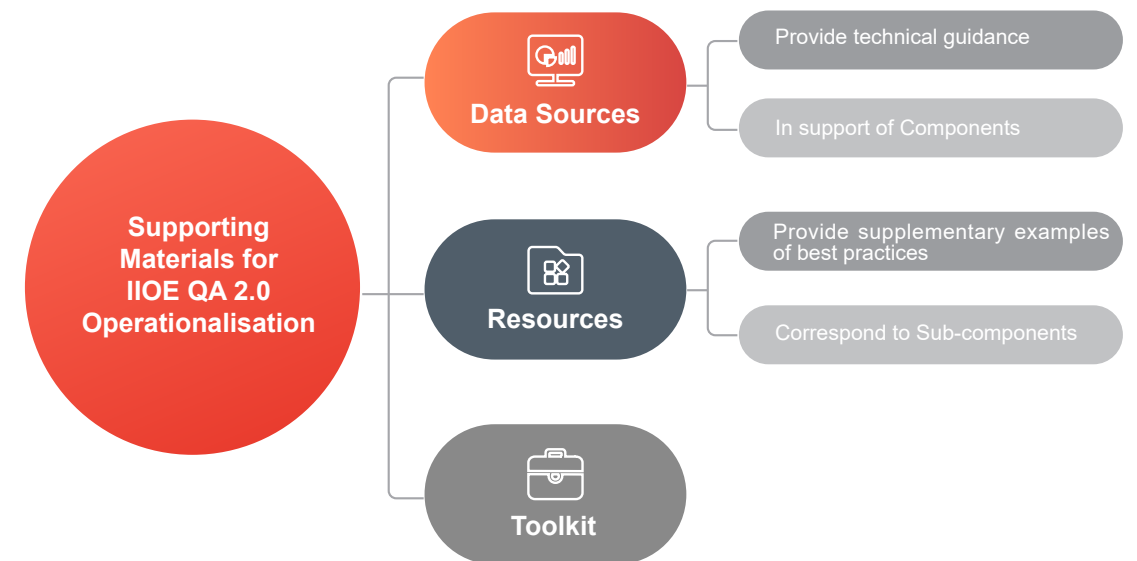 Supporting
Materials for
IIOE QA 2.0
Operationalisation
Data Sources
Provide technical guidance
In support of Components
Resources
Provide supplementary examples
of best practices
Correspond to Sub-components
Toolkit